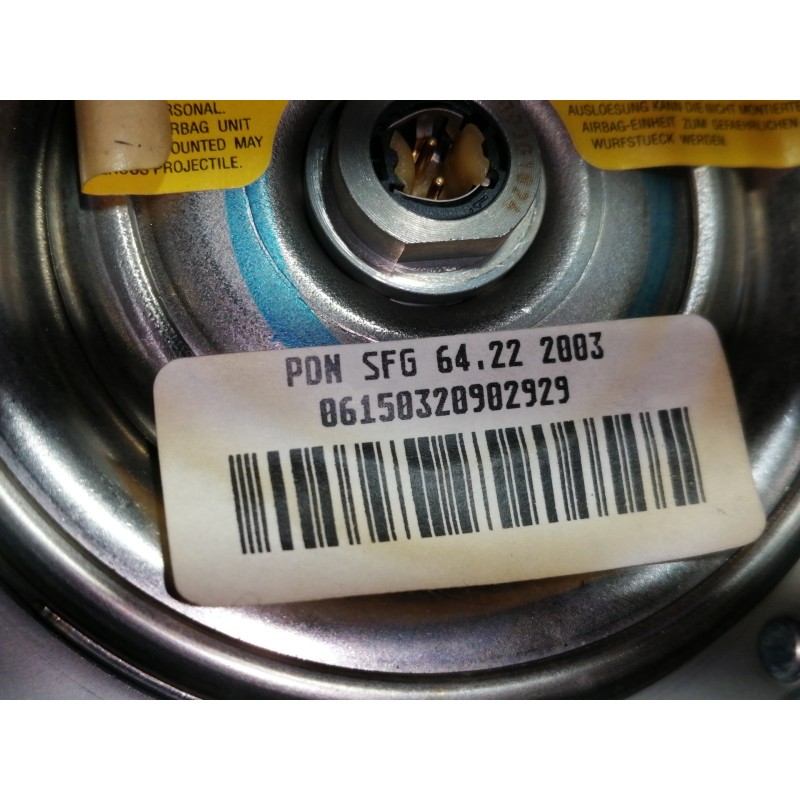 RSONAL.
RBAG UNIT
OUNTED MAY
PROJECTILE.
AUSLOESUNG KANN DIE NICHT MONTIERTE
AIRBAG-EINHEIT ZUM GEFAEHRLICHEN
WURFSTUECK WERDEN.
PDN SFG 64.22 2003
06150320902929